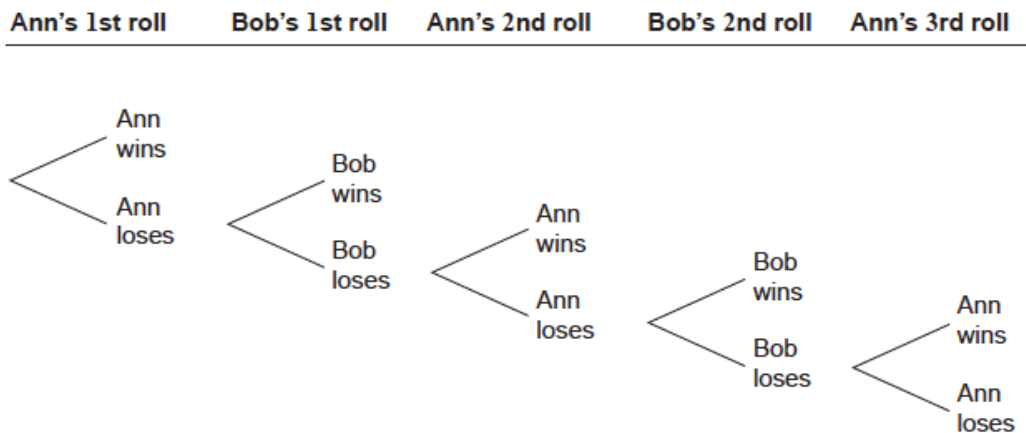 Ann’s 1st roll Bob’s 1st roll Ann’s 2nd roll Bob’s 2nd roll Ann’s 3rd roll
Ann
wins
Ann
loses
Bob
wins
Bob
loses
Ann
wins
Ann
loses
Bob
wins
Bob
loses
Ann
wins
Ann
loses